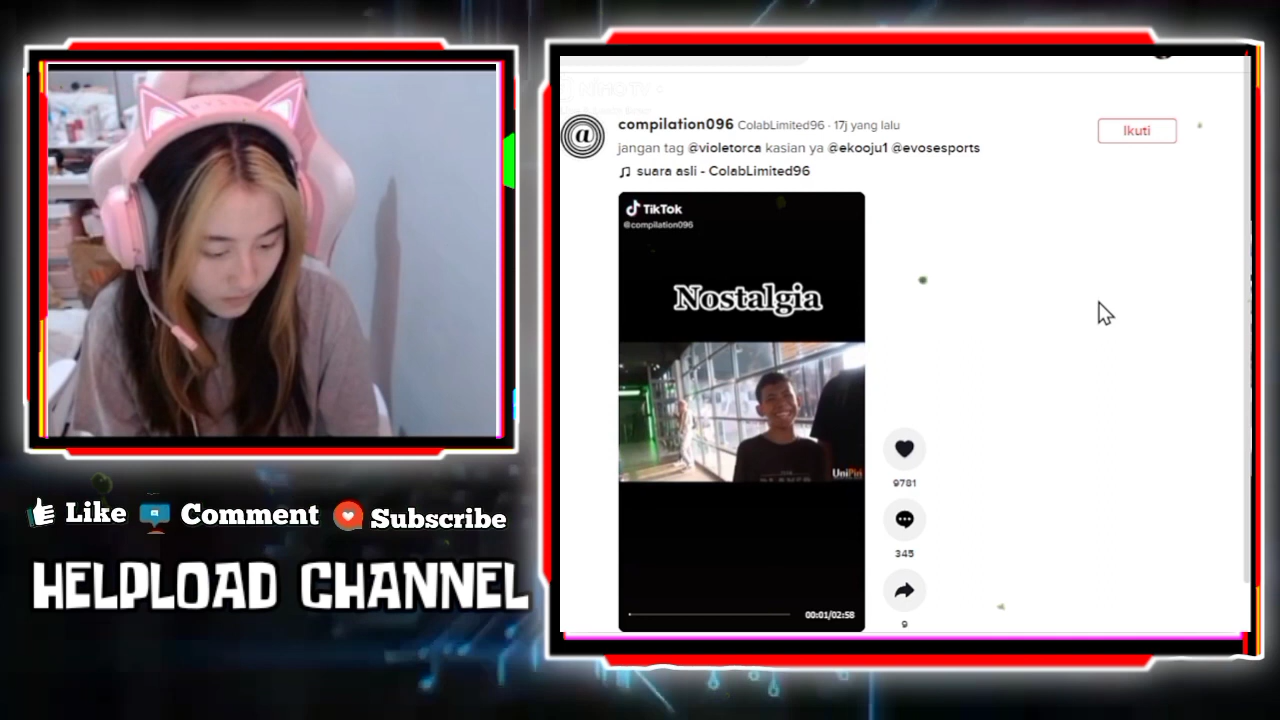 compilation096 ColabLimited96 · 17j yang lalu
Ikuti
jangan tag @violetorca kasian ya @ekooju1 @evosesports
♫ suara asli - ColabLimited96
TikTok
@compilation096
Nostalgia
UniPin
00:01/02:58
9781
345
9
Like Comment Subscribe
HELPLOAD CHANNEL